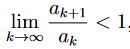 lim_{k→∞} a_{k+1}/a_k < 1,